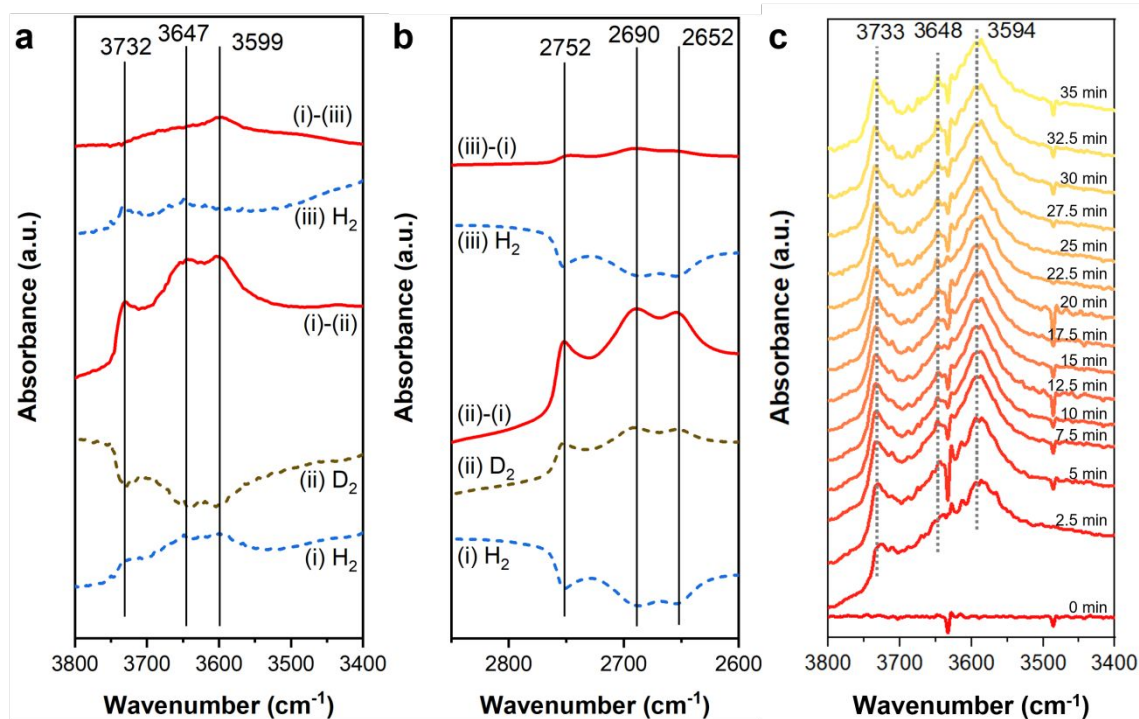 a
3732
3647
3599
(i)-(iii)
(iii) H₂
(i)-(ii)
(ii) D₂
(i) H₂
Absorbance (a.u.)
3800
3700
3600
3500
3400
Wavenumber (cm⁻¹)
b
2752
2690
2652
(iii)-(i)
(iii) H₂
(ii)-(i)
(ii) D₂
(i) H₂
Absorbance (a.u.)
2800
2700
2600
Wavenumber (cm⁻¹)
c
3733
3648
3594
35 min
32.5 min
30 min
27.5 min
25 min
22.5 min
20 min
17.5 min
15 min
12.5 min
10 min
7.5 min
5 min
2.5 min
0 min
Absorbance (a.u.)
3800
3700
3600
3500
3400
Wavenumber (cm⁻¹)